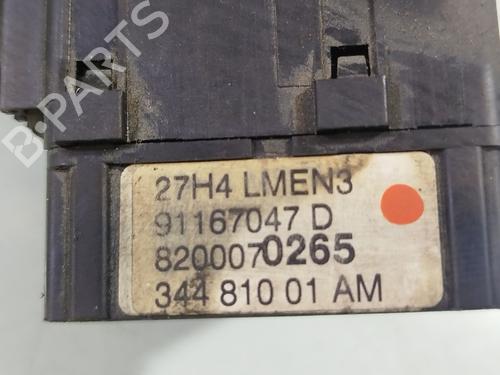 B-PARTS
27H4 LMEN3
91167047 D
8200070265
344 810 01 AM